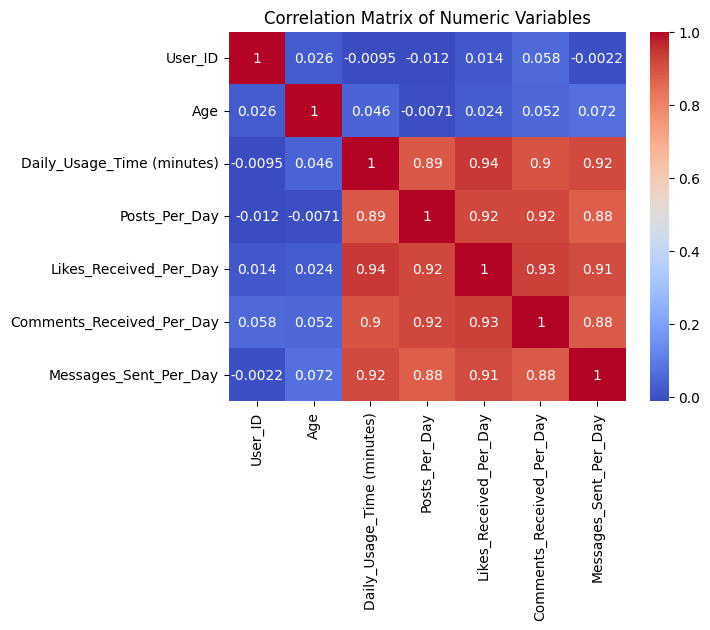 Correlation Matrix of Numeric Variables
User_ID 1 0.026 -0.0095 -0.012 0.014 0.058 -0.0022
Age 0.026 1 0.046 -0.0071 0.024 0.052 0.072
Daily_Usage_Time (minutes) -0.0095 0.046 1 0.89 0.94 0.9 0.92
Posts_Per_Day -0.012 -0.0071 0.89 1 0.92 0.92 0.88
Likes_Received_Per_Day 0.014 0.024 0.94 0.92 1 0.93 0.91
Comments_Received_Per_Day 0.058 0.052 0.9 0.92 0.93 1 0.88
Messages_Sent_Per_Day -0.0022 0.072 0.92 0.88 0.91 0.88 1
User_ID
Age
Daily_Usage_Time (minutes)
Posts_Per_Day
Likes_Received_Per_Day
Comments_Received_Per_Day
Messages_Sent_Per_Day
1.0
0.8
0.6
0.4
0.2
0.0